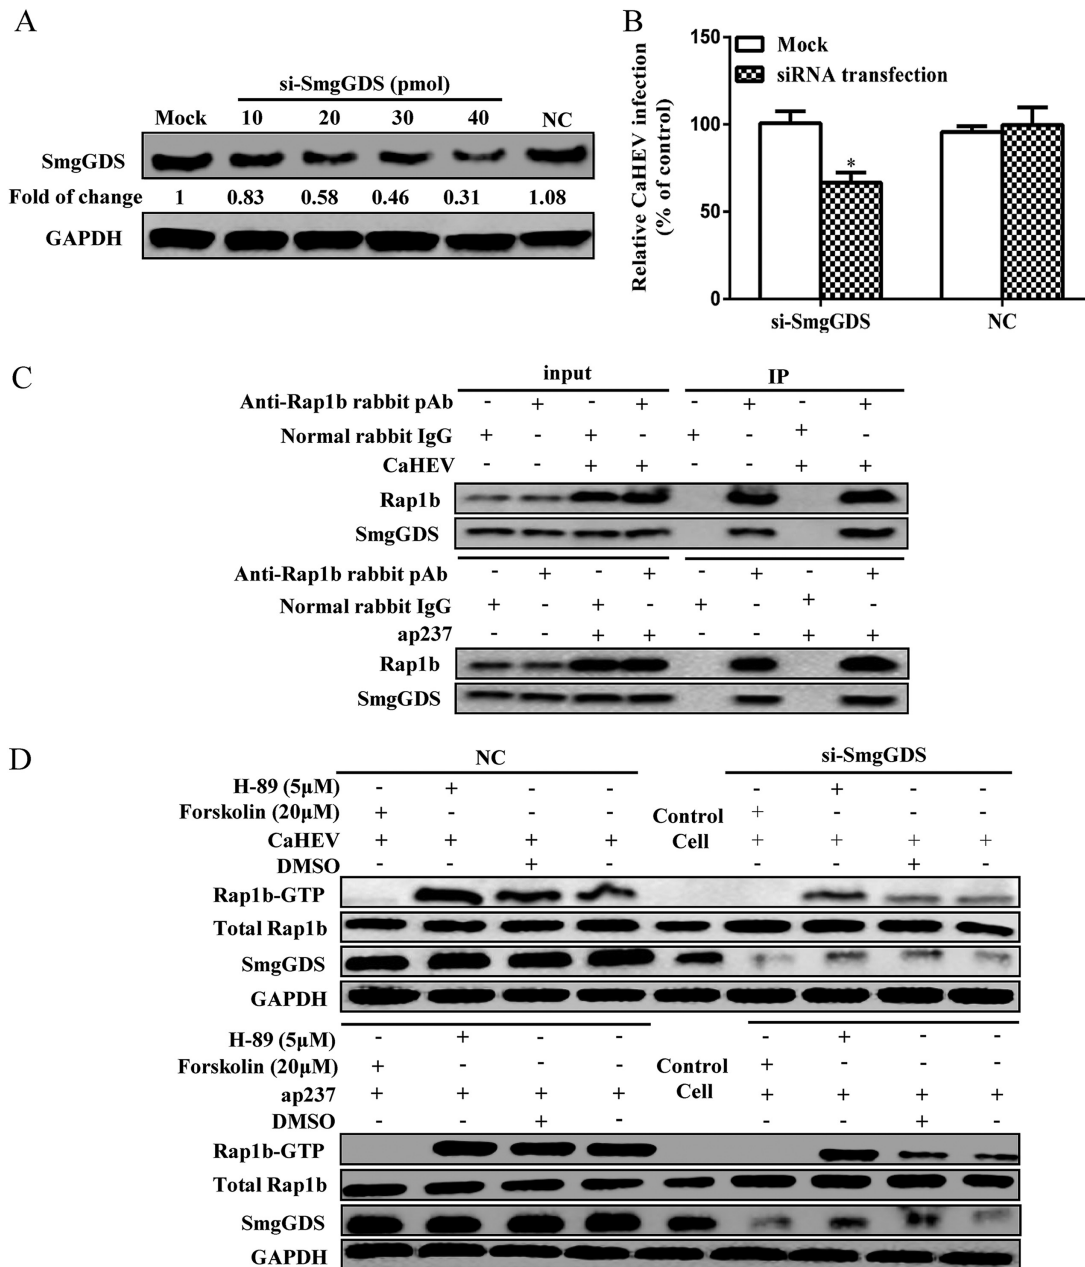 A
si-SmgGDS (pmol)
Mock 10 20 30 40 NC
SmgGDS
Fold of change 1 0.83 0.58 0.46 0.31 1.08
GAPDH
B
Relative CaHEV infection
(% of control)
150
100
50
0
Mock
siRNA transfection
*
si-SmgGDS NC
C
input IP
Anti-Rap1b rabbit pAb - + - + - + - +
Normal rabbit IgG + - + - + - + -
CaHEV - - + + - - + +
Rap1b
SmgGDS
Anti-Rap1b rabbit pAb - + - + - + - +
Normal rabbit IgG + - + - + - + -
ap237 - - + + - - + +
Rap1b
SmgGDS
D
NC si-SmgGDS
H-89 (5μM) - + - - - + - -
Forskolin (20μM) + - - - Control + - - -
CaHEV + + + + Cell + + + +
DMSO - - + - - - + -
Rap1b-GTP
Total Rap1b
SmgGDS
GAPDH
H-89 (5μM) - + - - - + - -
Forskolin (20μM) + - - - Control + - - -
ap237 + + + + Cell + + + +
DMSO - - + - - - + -
Rap1b-GTP
Total Rap1b
SmgGDS
GAPDH